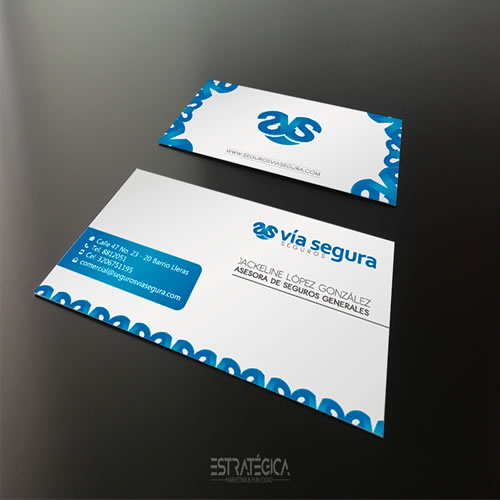 WWW.SEGUROSVIASEGURA.COM
vía segura
SEGUROS
JACKELINE LÓPEZ GONZÁLEZ
ASESORA DE SEGUROS GENERALES
Calle 47 No. 23 - 20 Barrio Lleras
Tel. 8812051
Cel. 3206751195
comercial@segurosviasegura.com
ESTRATÉGICA
MARKETING & PUBLICIDAD